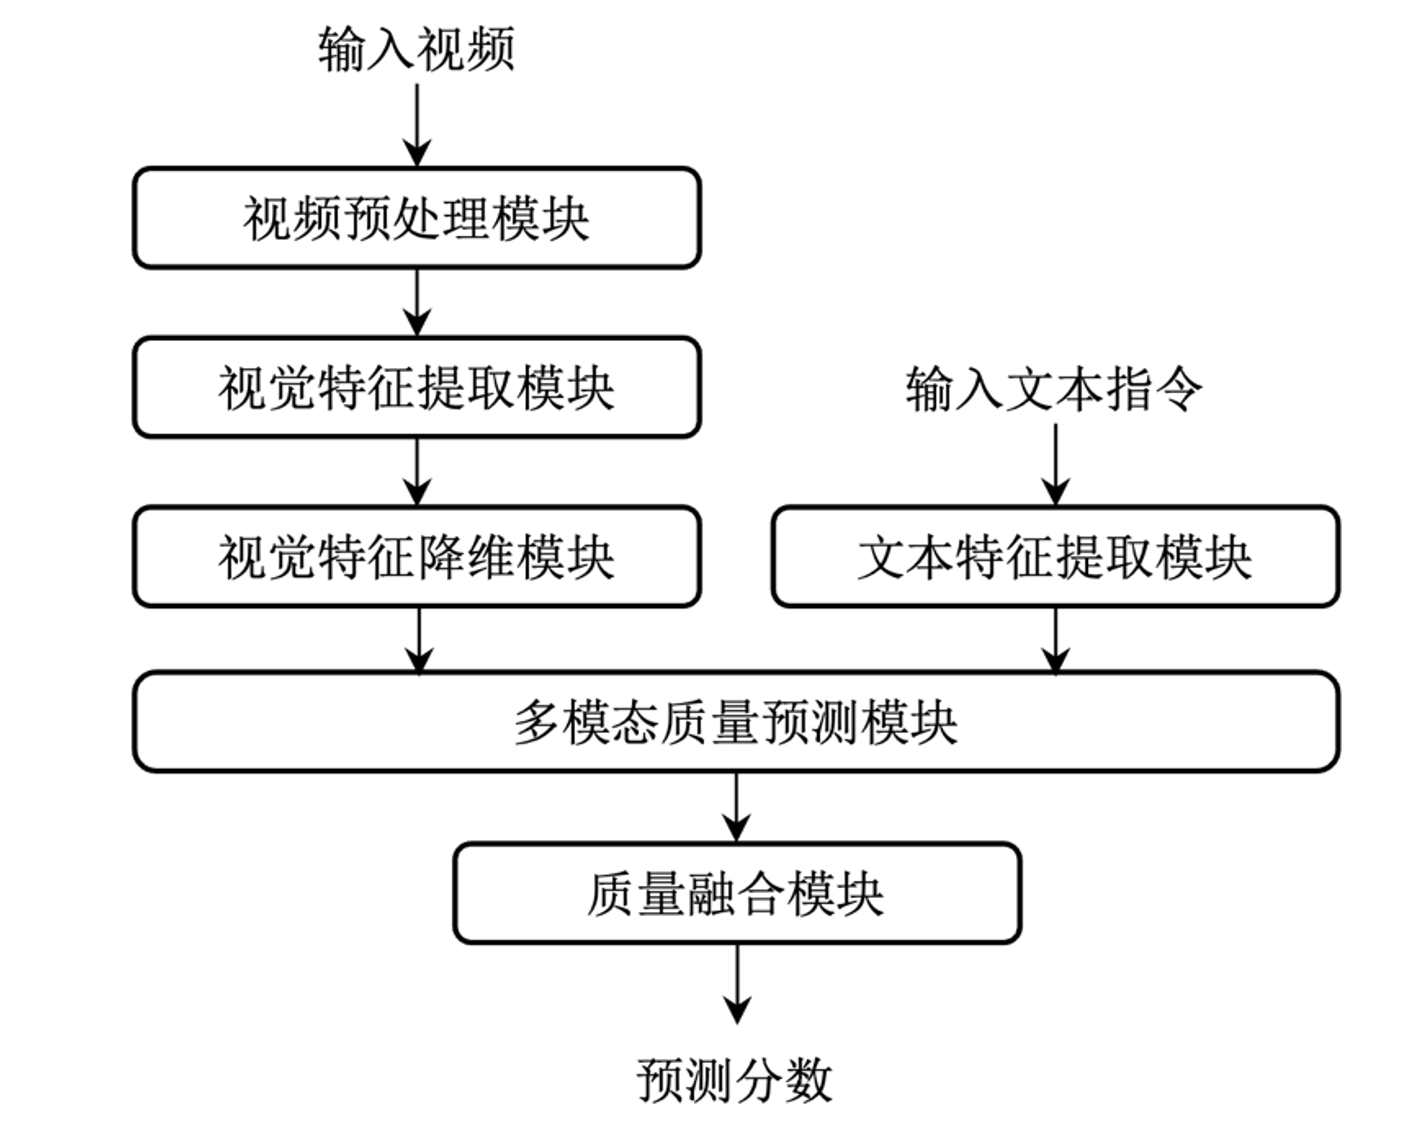 输入视频
视频预处理模块
视觉特征提取模块
输入文本指令
视觉特征降维模块
文本特征提取模块
多模态质量预测模块
质量融合模块
预测分数